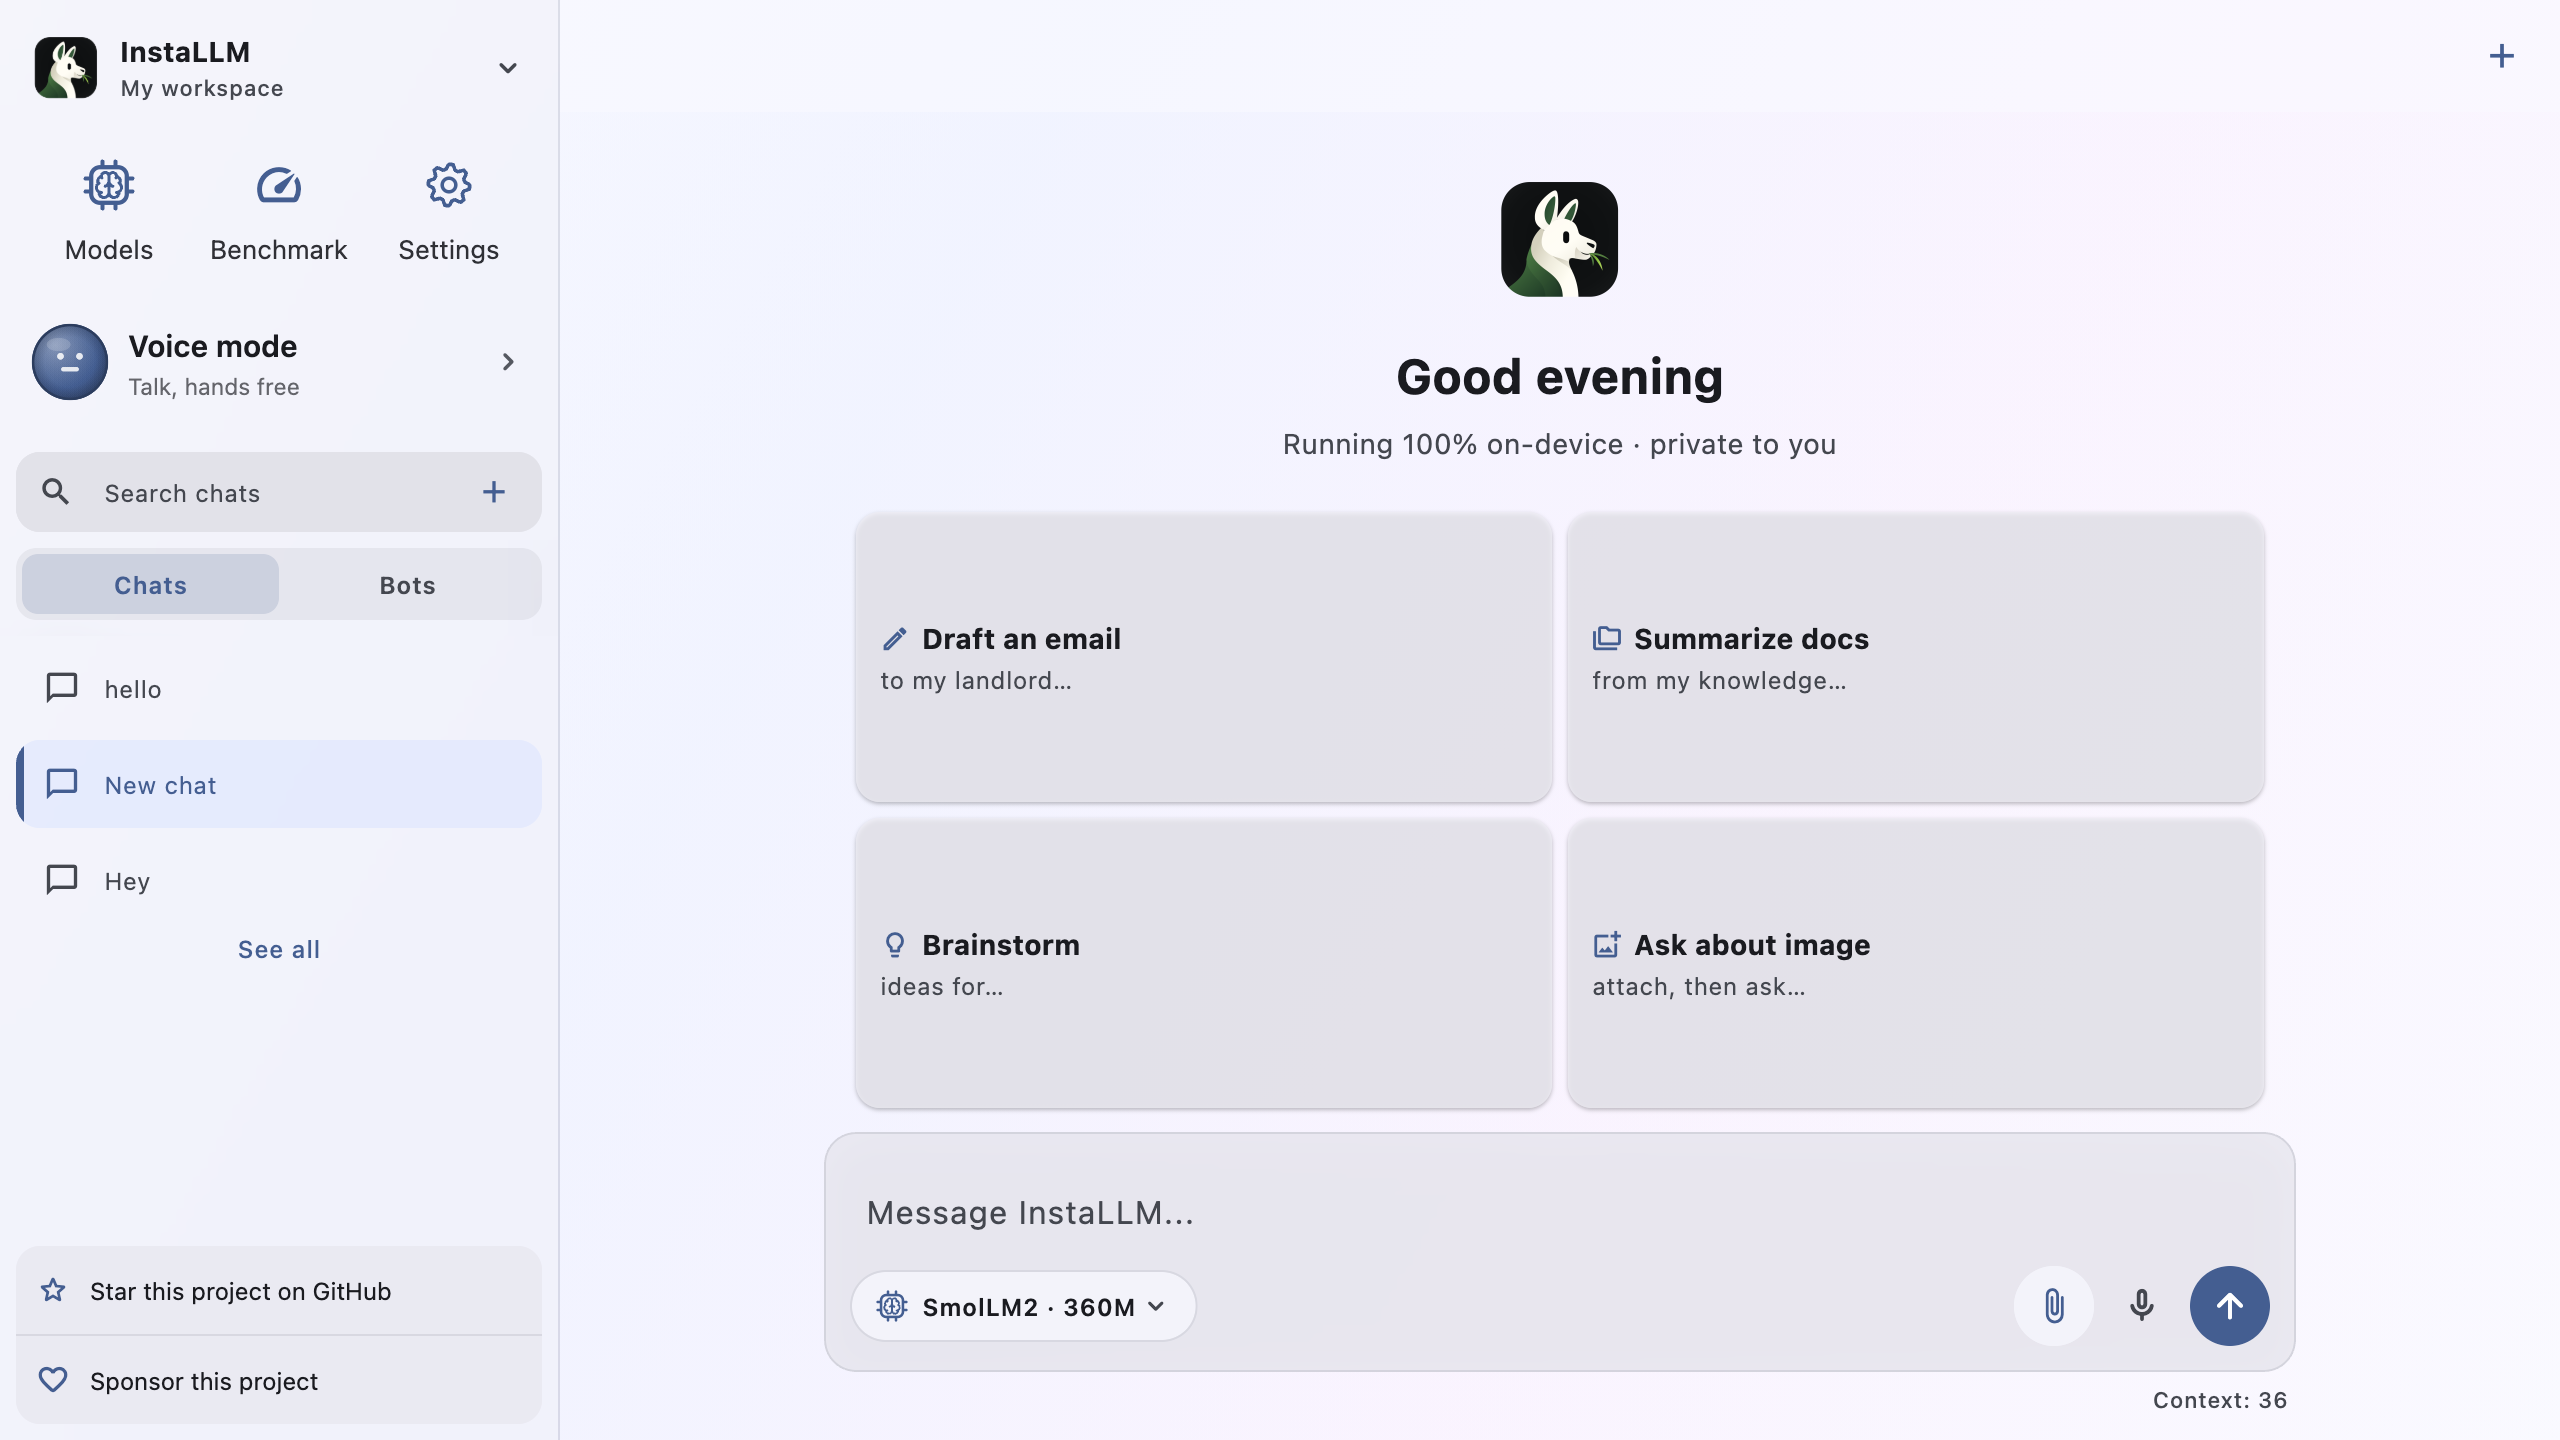 InstaLLM
My workspace
Models
Benchmark
Settings
Voice mode
Talk, hands free
Search chats
Chats
Bots
hello
New chat
Hey
See all
Star this project on GitHub
Sponsor this project
Good evening
Running 100% on-device · private to you
Draft an email
to my landlord…
Summarize docs
from my knowledge…
Brainstorm
ideas for…
Ask about image
attach, then ask…
Message InstaLLM...
SmolLM2 · 360M
Context: 36